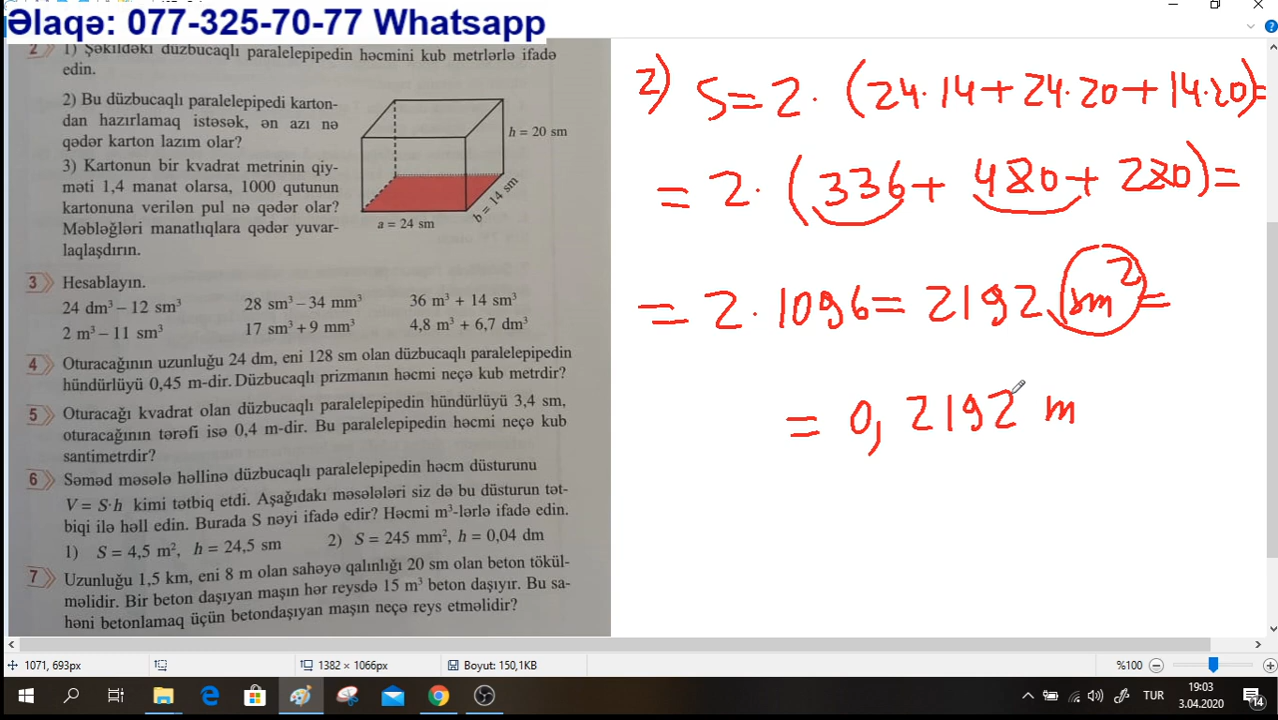 Əlaqə: 077-325-70-77 Whatsapp
2 1) Şəkildəki düzbucaqlı paralelepipedin həcmini kub metrlərlə ifadə
edin.
2) Bu düzbucaqlı paralelepipedi karton-
dan hazırlamaq istəsək, ən azı nə
qədər karton lazım olar?
3) Kartonun bir kvadrat metrinin qiy-
məti 1,4 manat olarsa, 1000 qutunun
kartonuna verilən pul nə qədər olar?
Məbləğləri manatlıqlara qədər yuvar-
laqlaşdırın.
h = 20 sm
b = 14 sm
a = 24 sm
3 Hesablayın.
24 dm³ – 12 sm³ 28 sm³ – 34 mm³ 36 m³ + 14 sm³
2 m³ – 11 sm³ 17 sm³ + 9 mm³ 4,8 m³ + 6,7 dm³
4 Oturacağının uzunluğu 24 dm, eni 128 sm olan düzbucaqlı paralelepipedin
hündürlüyü 0,45 m-dir. Düzbucaqlı prizmanın həcmi neçə kub metrdir?
5 Oturacağı kvadrat olan düzbucaqlı paralelepipedin hündürlüyü 3,4 sm,
oturacağının tərəfi isə 0,4 m-dir. Bu paralelepipedin həcmi neçə kub
santimetrdir?
6 Səməd məsələ həllinə düzbucaqlı paralelepipedin həcm düsturunu
V = S·h kimi tətbiq etdi. Aşağıdakı məsələləri siz də bu düsturun tət-
biqi ilə həll edin. Burada S nəyi ifadə edir? Həcmi m³-lərlə ifadə edin.
1) S = 4,5 m², h = 24,5 sm 2) S = 245 mm², h = 0,04 dm
7 Uzunluğu 1,5 km, eni 8 m olan sahəyə qalınlığı 20 sm olan beton tökül-
məlidir. Bir beton daşıyan maşın hər reysdə 15 m³ beton daşıyır. Bu sa-
həni betonlamaq üçün betondaşıyan maşın neçə reys etməlidir?
2) S=2·(24·14+24·20+14·20)=
=2·(336+480+280)=
=2·1096=2192 sm²=
=0,2192 m
1071, 693px 1382 × 1066px Boyut: 150,1KB %100
TUR
19:03
3.04.2020
14